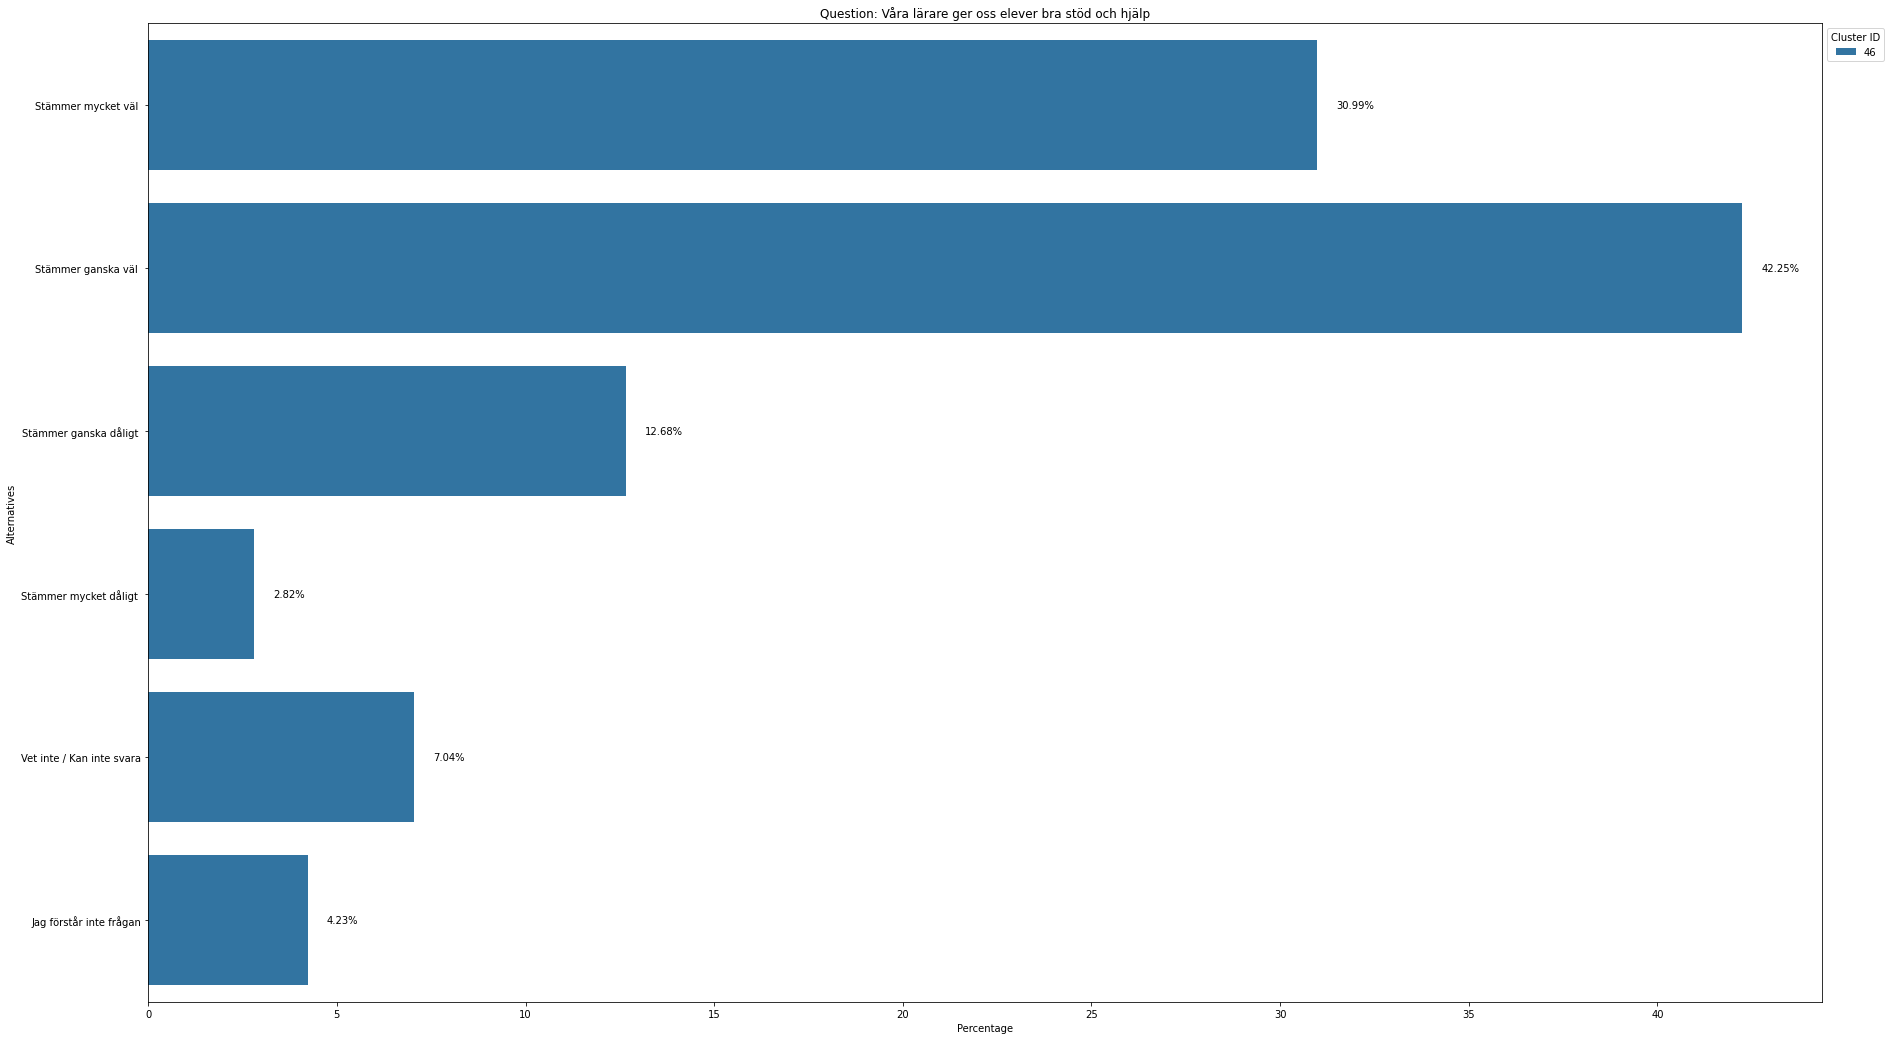 Question: Våra lärare ger oss elever bra stöd och hjälp
Cluster ID
46
Stämmer mycket väl
30.99%
Stämmer ganska väl
42.25%
Stämmer ganska dåligt
12.68%
Alternatives
Stämmer mycket dåligt
2.82%
Vet inte / Kan inte svara
7.04%
Jag förstår inte frågan
4.23%
0 5 10 15 20 25 30 35 40
Percentage